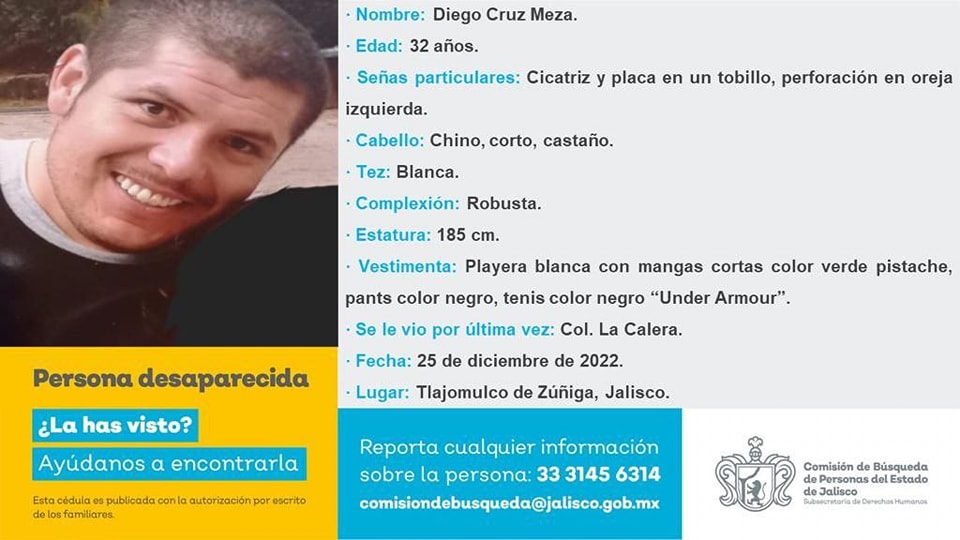 · Nombre: Diego Cruz Meza.
· Edad: 32 años.
· Señas particulares: Cicatriz y placa en un tobillo, perforación en oreja
izquierda.
· Cabello: Chino, corto, castaño.
· Tez: Blanca.
· Complexión: Robusta.
· Estatura: 185 cm.
· Vestimenta: Playera blanca con mangas cortas color verde pistache,
pants color negro, tenis color negro “Under Armour”.
· Se le vio por última vez: Col. La Calera.
· Fecha: 25 de diciembre de 2022.
· Lugar: Tlajomulco de Zúñiga, Jalisco.
Persona desaparecida
¿La has visto?
Ayúdanos a encontrarla
Esta cédula es publicada con la autorización por escrito
de los familiares.
Reporta cualquier información
sobre la persona: 33 3145 6314
comisiondebusqueda@jalisco.gob.mx
Comisión de Búsqueda
de Personas del Estado
de Jalisco
Subsecretaría de Derechos Humanos